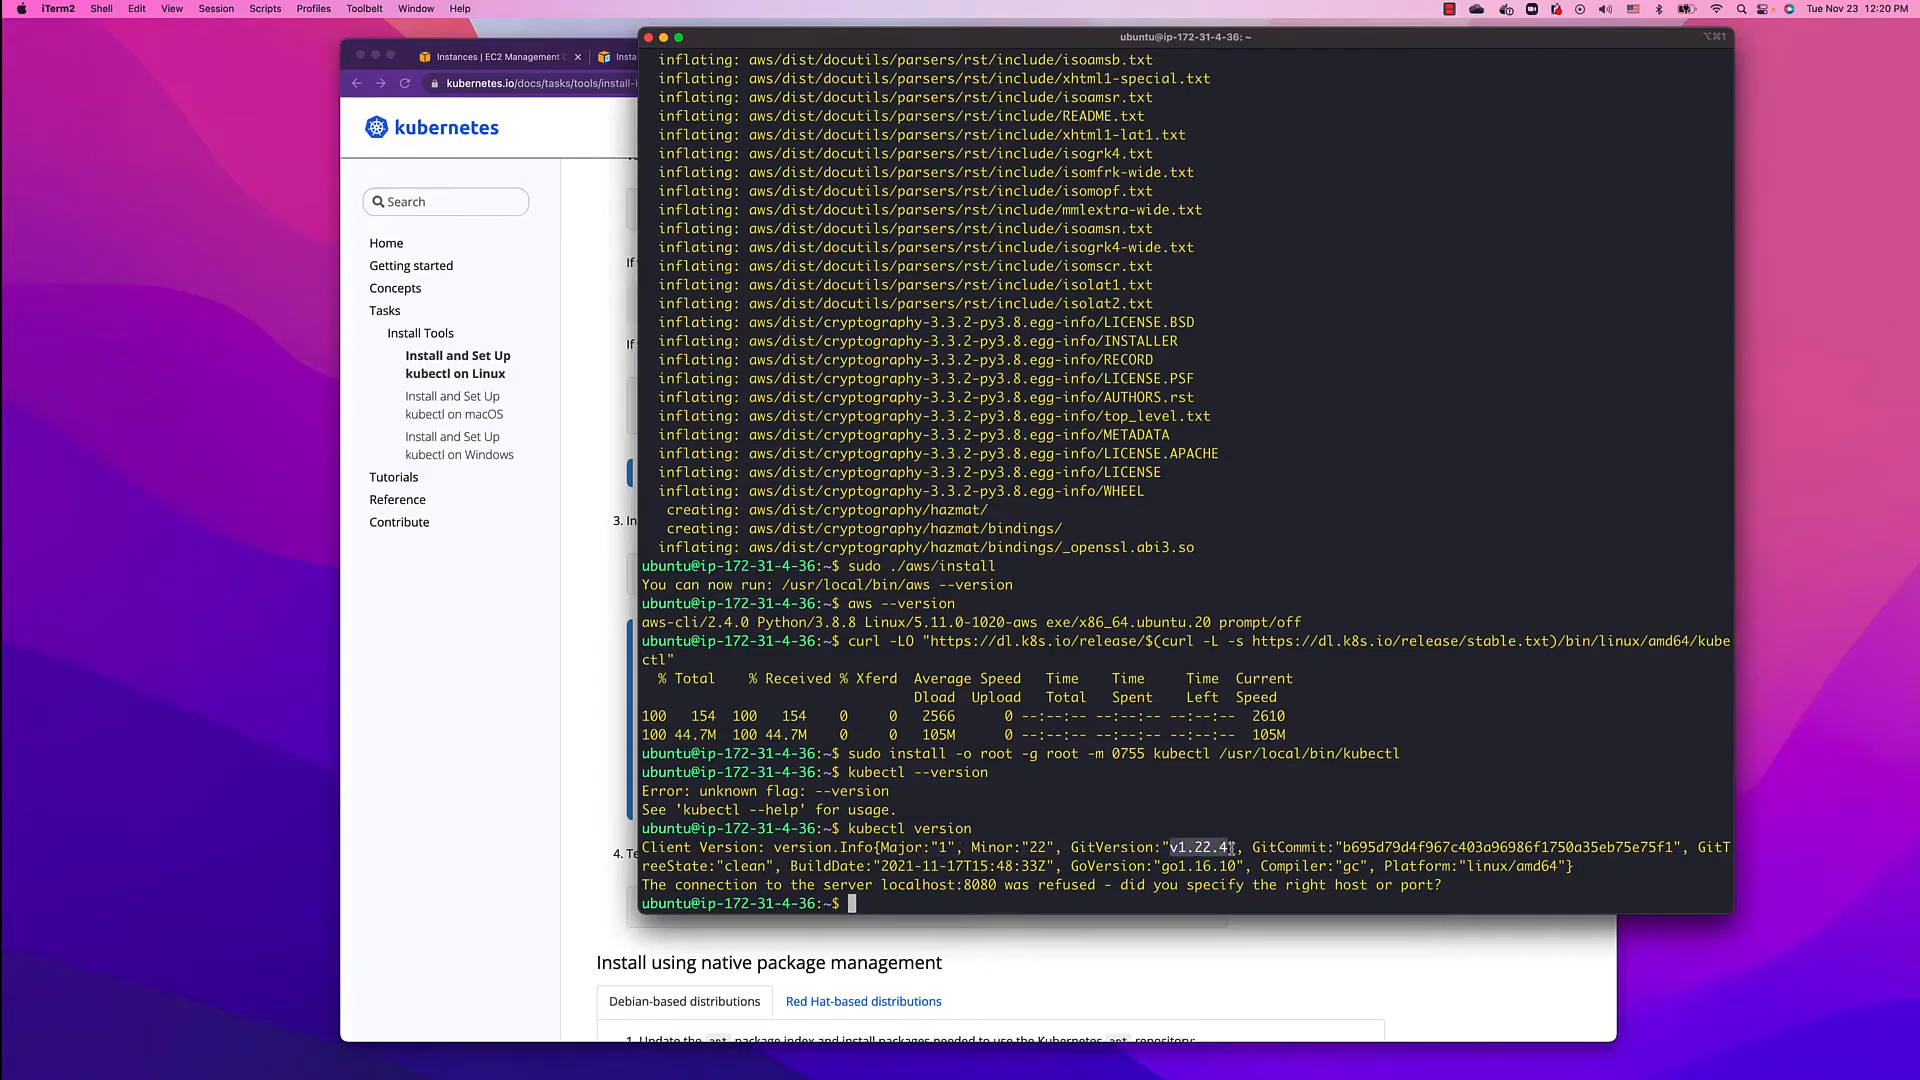 iTerm2 Shell Edit View Session Scripts Profiles Toolbelt Window Help
Tue Nov 23 12:20 PM
Instances | EC2 Management C
Insta
kubernetes.io/docs/tasks/tools/install-
kubernetes
Search
Home
Getting started
Concepts
Tasks
Install Tools
Install and Set Up
kubectl on Linux
Install and Set Up
kubectl on macOS
Install and Set Up
kubectl on Windows
Tutorials
Reference
Contribute
If
If
3. In
4. Te
Install using native package management
Debian-based distributions
Red Hat-based distributions
1. Update the apt package index and install packages needed to use the Kubernetes apt repository:
ubuntu@ip-172-31-4-36: ~
⌥⌘1
inflating: aws/dist/docutils/parsers/rst/include/isoamsb.txt
inflating: aws/dist/docutils/parsers/rst/include/xhtml1-special.txt
inflating: aws/dist/docutils/parsers/rst/include/isoamsr.txt
inflating: aws/dist/docutils/parsers/rst/include/README.txt
inflating: aws/dist/docutils/parsers/rst/include/xhtml1-lat1.txt
inflating: aws/dist/docutils/parsers/rst/include/isogrk4.txt
inflating: aws/dist/docutils/parsers/rst/include/isomfrk-wide.txt
inflating: aws/dist/docutils/parsers/rst/include/isomopf.txt
inflating: aws/dist/docutils/parsers/rst/include/mmlextra-wide.txt
inflating: aws/dist/docutils/parsers/rst/include/isoamsn.txt
inflating: aws/dist/docutils/parsers/rst/include/isogrk4-wide.txt
inflating: aws/dist/docutils/parsers/rst/include/isomscr.txt
inflating: aws/dist/docutils/parsers/rst/include/isolat1.txt
inflating: aws/dist/docutils/parsers/rst/include/isolat2.txt
inflating: aws/dist/cryptography-3.3.2-py3.8.egg-info/LICENSE.BSD
inflating: aws/dist/cryptography-3.3.2-py3.8.egg-info/INSTALLER
inflating: aws/dist/cryptography-3.3.2-py3.8.egg-info/RECORD
inflating: aws/dist/cryptography-3.3.2-py3.8.egg-info/LICENSE.PSF
inflating: aws/dist/cryptography-3.3.2-py3.8.egg-info/AUTHORS.rst
inflating: aws/dist/cryptography-3.3.2-py3.8.egg-info/top_level.txt
inflating: aws/dist/cryptography-3.3.2-py3.8.egg-info/METADATA
inflating: aws/dist/cryptography-3.3.2-py3.8.egg-info/LICENSE.APACHE
inflating: aws/dist/cryptography-3.3.2-py3.8.egg-info/LICENSE
inflating: aws/dist/cryptography-3.3.2-py3.8.egg-info/WHEEL
creating: aws/dist/cryptography/hazmat/
creating: aws/dist/cryptography/hazmat/bindings/
inflating: aws/dist/cryptography/hazmat/bindings/_openssl.abi3.so
ubuntu@ip-172-31-4-36:~$ sudo ./aws/install
You can now run: /usr/local/bin/aws --version
ubuntu@ip-172-31-4-36:~$ aws --version
aws-cli/2.4.0 Python/3.8.8 Linux/5.11.0-1020-aws exe/x86_64.ubuntu.20 prompt/off
ubuntu@ip-172-31-4-36:~$ curl -LO "https://dl.k8s.io/release/$(curl -L -s https://dl.k8s.io/release/stable.txt)/bin/linux/amd64/kube
ctl"
% Total % Received % Xferd Average Speed Time Time Time Current
Dload Upload Total Spent Left Speed
100 154 100 154 0 0 2566 0 --:--:-- --:--:-- --:--:-- 2610
100 44.7M 100 44.7M 0 0 105M 0 --:--:-- --:--:-- --:--:-- 105M
ubuntu@ip-172-31-4-36:~$ sudo install -o root -g root -m 0755 kubectl /usr/local/bin/kubectl
ubuntu@ip-172-31-4-36:~$ kubectl --version
Error: unknown flag: --version
See 'kubectl --help' for usage.
ubuntu@ip-172-31-4-36:~$ kubectl version
Client Version: version.Info{Major:"1", Minor:"22", GitVersion:"v1.22.4", GitCommit:"b695d79d4f967c403a96986f1750a35eb75e75f1", GitT
reeState:"clean", BuildDate:"2021-11-17T15:48:33Z", GoVersion:"go1.16.10", Compiler:"gc", Platform:"linux/amd64"}
The connection to the server localhost:8080 was refused - did you specify the right host or port?
ubuntu@ip-172-31-4-36:~$